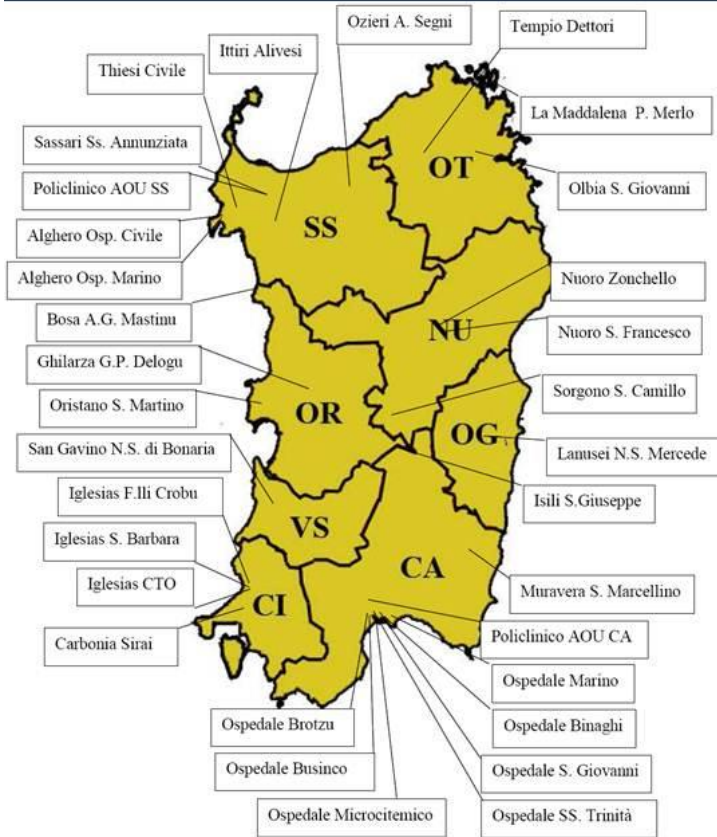 Ozieri A. Segni
Tempio Dettori
Ittiri Alivesi
Thiesi Civile
La Maddalena P. Merlo
Sassari Ss. Annunziata
OT
Policlinico AOU SS
Olbia S. Giovanni
SS
Alghero Osp. Civile
Alghero Osp. Marino
Nuoro Zonchello
Bosa A.G. Mastinu
NU
Nuoro S. Francesco
Ghilarza G.P. Delogu
Sorgono S. Camillo
Oristano S. Martino
OR
OG
Lanusei N.S. Mercede
San Gavino N.S. di Bonaria
Iglesias F.lli Crobu
Isili S.Giuseppe
VS
Iglesias S. Barbara
CA
Iglesias CTO
Muravera S. Marcellino
CI
Carbonia Sirai
Policlinico AOU CA
Ospedale Marino
Ospedale Brotzu
Ospedale Binaghi
Ospedale Businco
Ospedale S. Giovanni
Ospedale Microcitemico
Ospedale SS. Trinità